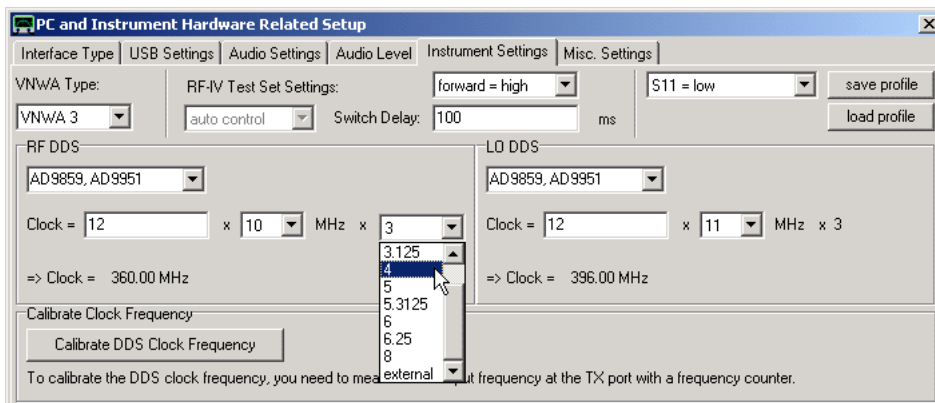 PC and Instrument Hardware Related Setup
Interface Type USB Settings Audio Settings Audio Level Instrument Settings Misc. Settings
VNWA Type: RF-IV Test Set Settings: forward = high S11 = low save profile
VNWA 3 auto control Switch Delay: 100 ms load profile
RF DDS LO DDS
AD9859, AD9951 AD9859, AD9951
Clock = 12 x 10 MHz x 3 Clock = 12 x 11 MHz x 3
3.125
4
=> Clock = 360.00 MHz => Clock = 396.00 MHz
5
5.3125
Calibrate Clock Frequency
6
6.25
Calibrate DDS Clock Frequency
8
external
To calibrate the DDS clock frequency, you need to mea put frequency at the TX port with a frequency counter.